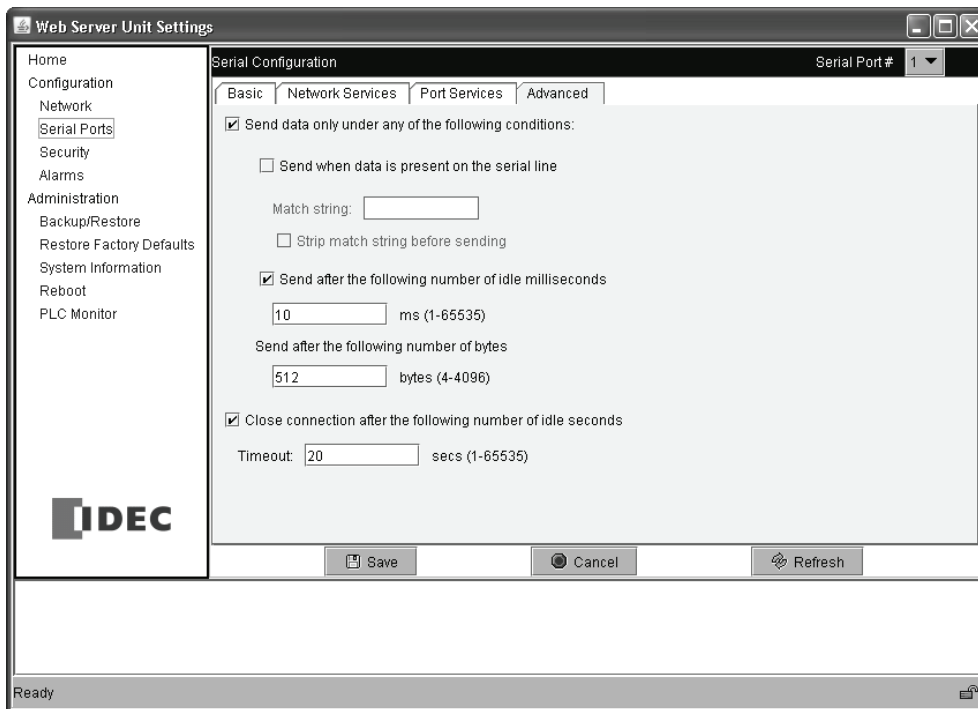 Web Server Unit Settings
Home
Configuration
Network
Serial Ports
Security
Alarms
Administration
Backup/Restore
Restore Factory Defaults
System Information
Reboot
PLC Monitor
IDEC
Serial Configuration
Serial Port# 1
Basic Network Services Port Services Advanced
Send data only under any of the following conditions:
Send when data is present on the serial line
Match string:
Strip match string before sending
Send after the following number of idle milliseconds
10 ms (1-65535)
Send after the following number of bytes
512 bytes (4-4096)
Close connection after the following number of idle seconds
Timeout: 20 secs (1-65535)
Save Cancel Refresh
Ready